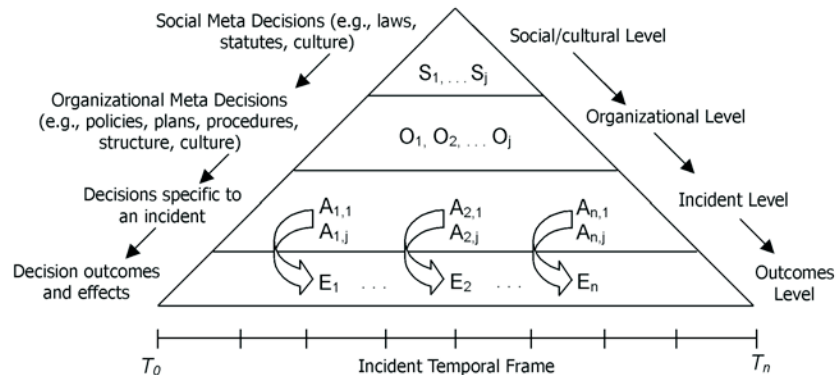 Social Meta Decisions (e.g., laws,
statutes, culture)
Social/cultural Level
S1, . . . Sj
Organizational Meta Decisions
(e.g., policies, plans, procedures,
structure, culture)
Organizational Level
O1, O2, ... Oj
Decisions specific to
an incident
Incident Level
A1,1 A2,1 An,1
A1,j A2,j An,j
Decision outcomes
and effects
Outcomes
Level
E1 . . . E2 . . . En
T0 Incident Temporal Frame Tn